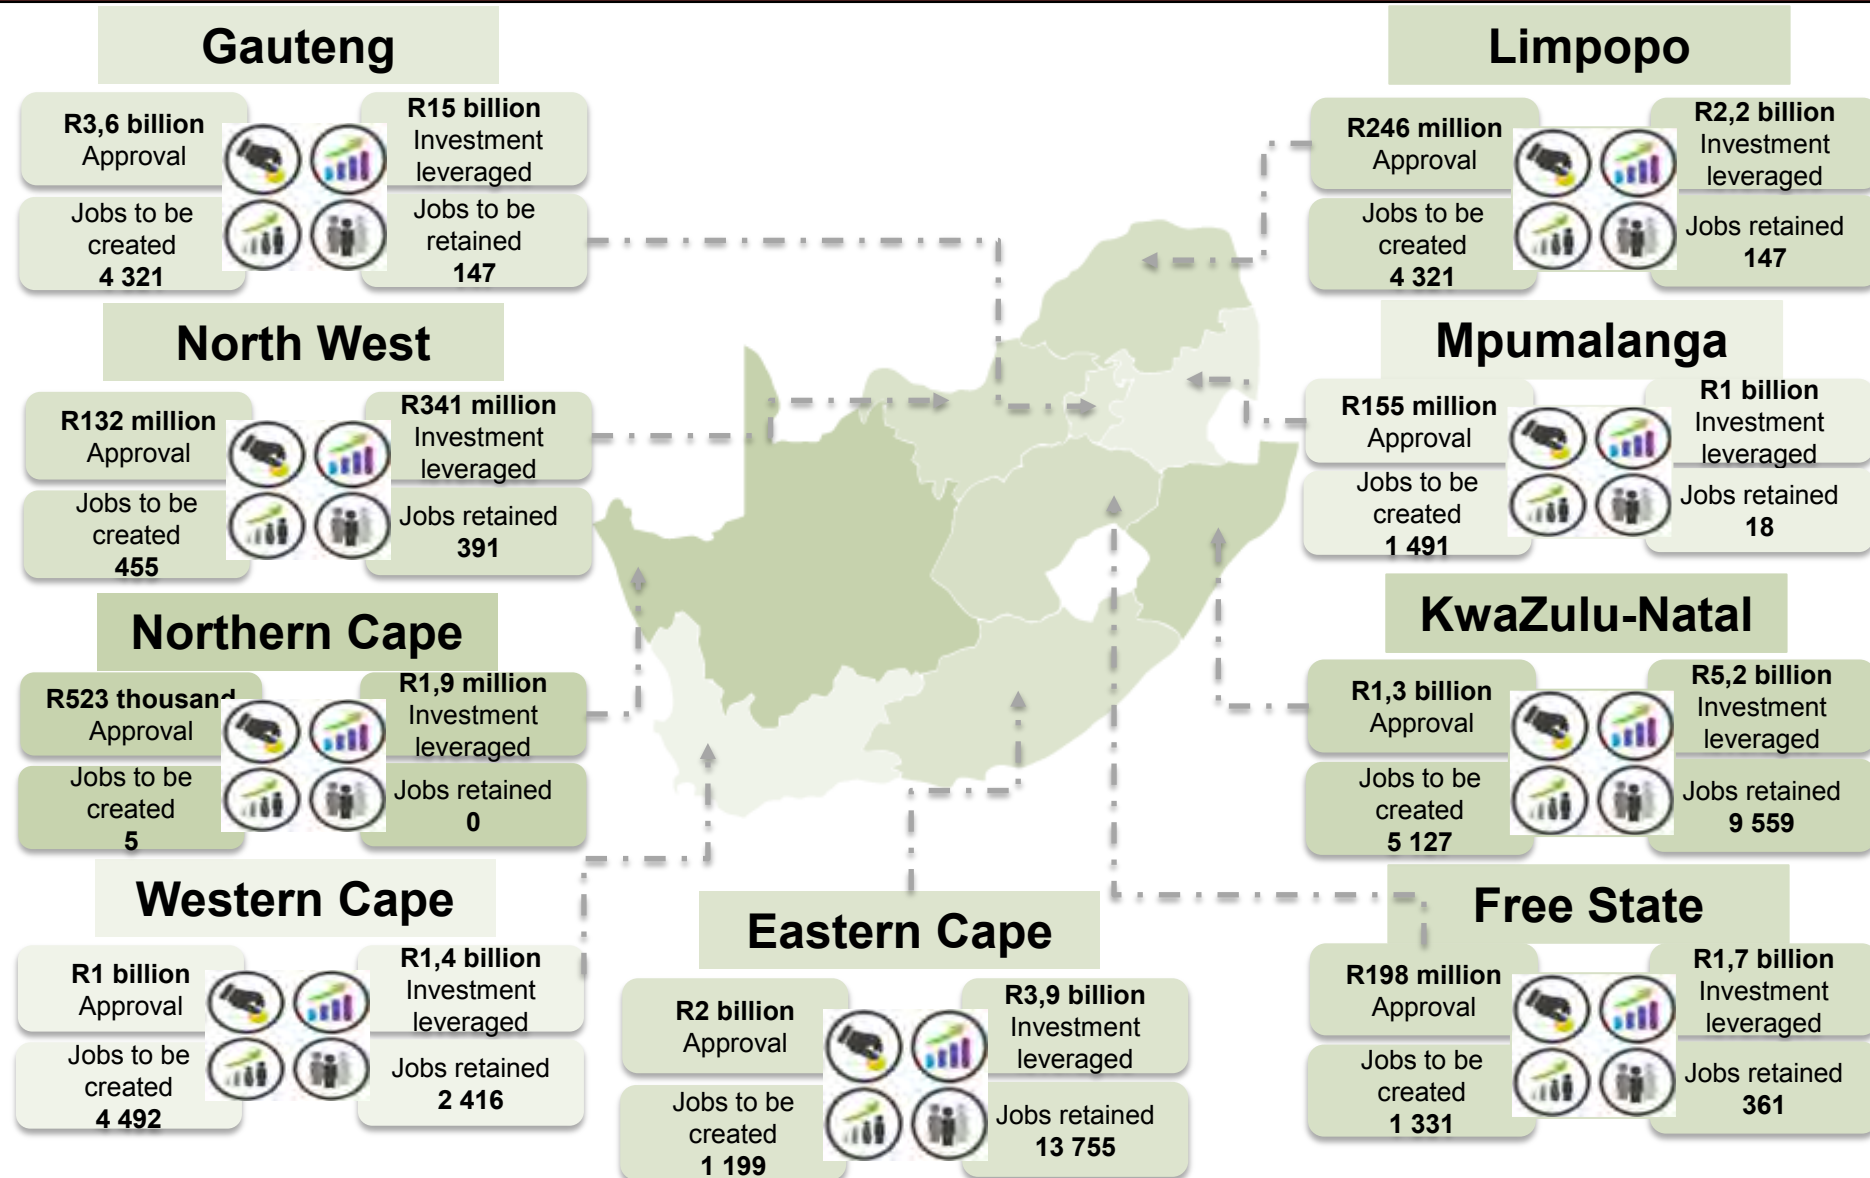 Gauteng
R3,6 billion
Approval
R15 billion
Investment
leveraged
Jobs to be
created
4 321
Jobs to be
retained
147
North West
R132 million
Approval
R341 million
Investment
leveraged
Jobs to be
created
455
Jobs retained
391
Northern Cape
R523 thousand
Approval
R1,9 million
Investment
leveraged
Jobs to be
created
5
Jobs retained
0
Western Cape
R1 billion
Approval
R1,4 billion
Investment
leveraged
Jobs to be
created
4 492
Jobs retained
2 416
Eastern Cape
R2 billion
Approval
R3,9 billion
Investment
leveraged
Jobs to be
created
1 199
Jobs retained
13 755
Limpopo
R246 million
Approval
R2,2 billion
Investment
leveraged
Jobs to be
created
4 321
Jobs retained
147
Mpumalanga
R155 million
Approval
R1 billion
Investment
leveraged
Jobs to be
created
1 491
Jobs retained
18
KwaZulu-Natal
R1,3 billion
Approval
R5,2 billion
Investment
leveraged
Jobs to be
created
5 127
Jobs retained
9 559
Free State
R198 million
Approval
R1,7 billion
Investment
leveraged
Jobs to be
created
1 331
Jobs retained
361